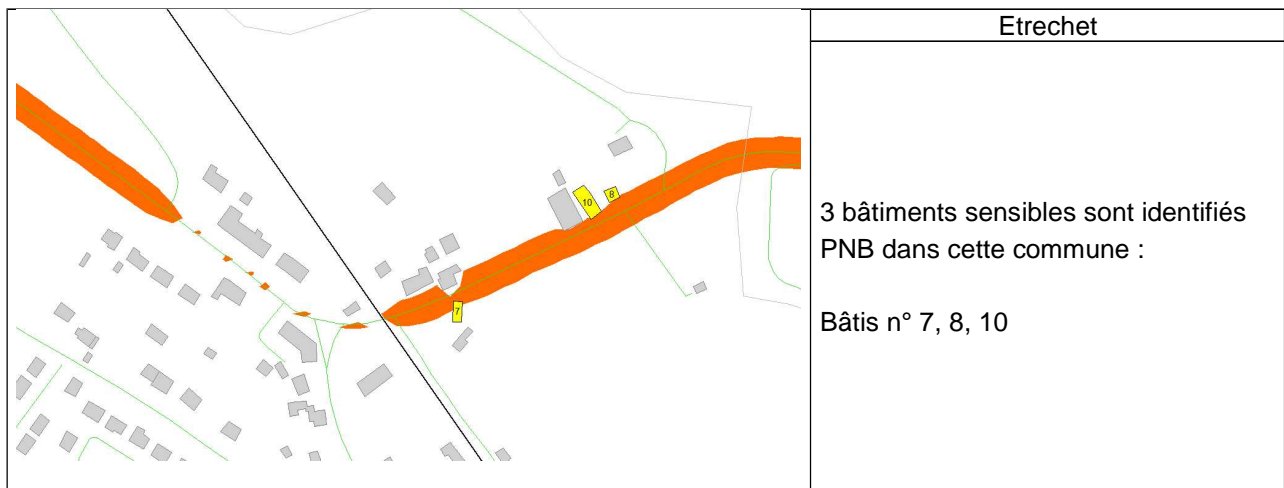 Etrechet
10
8
7
3 bâtiments sensibles sont identifiés
PNB dans cette commune :
Bâtis n° 7, 8, 10